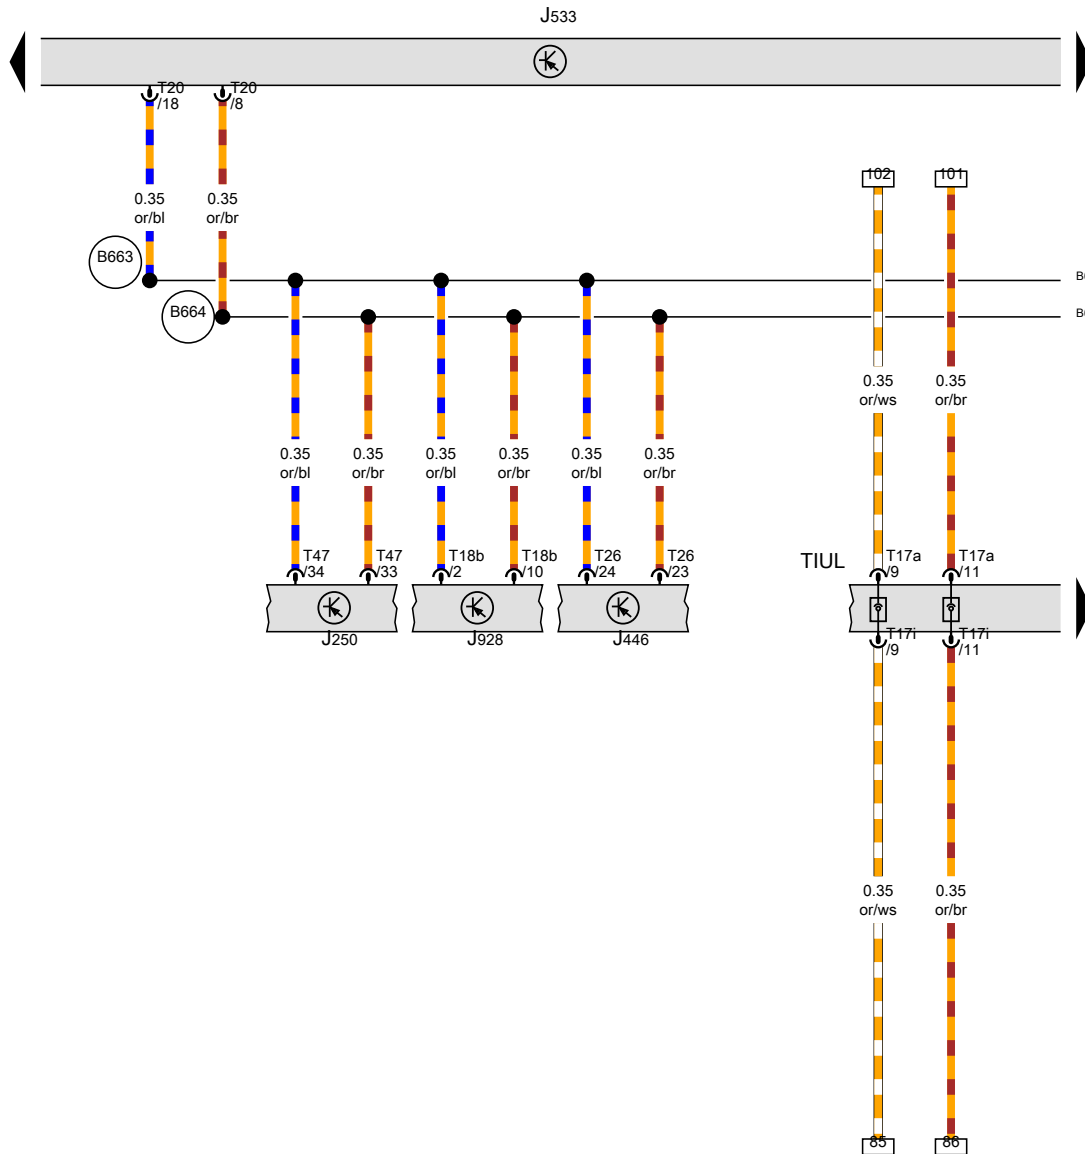 J533
T20
/18
T20
/8
102
101
0.35
or/bl
0.35
or/br
B663
B664
0.35
or/ws
0.35
or/br
0.35
or/bl
0.35
or/br
0.35
or/bl
0.35
or/br
0.35
or/bl
0.35
or/br
T47
/34
T47
/33
T18b
/2
T18b
/10
T26
/24
T26
/23
TIUL
T17a
/9
T17a
/11
J250
J928
J446
T17i
/9
T17i
/11
0.35
or/ws
0.35
or/br
85
86